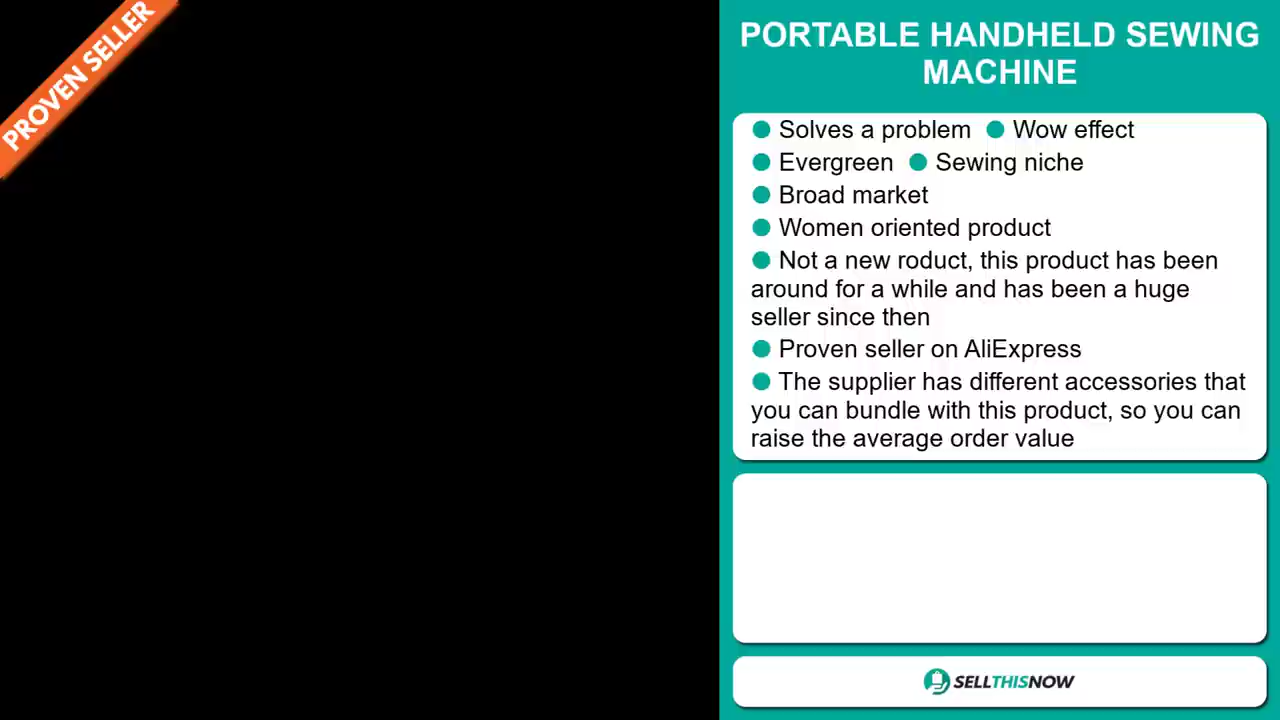 PROVEN SELLER
PORTABLE HANDHELD SEWING
MACHINE
● Solves a problem ● Wow effect
● Evergreen ● Sewing niche
● Broad market
● Women oriented product
● Not a new roduct, this product has been
around for a while and has been a huge
seller since then
● Proven seller on AliExpress
● The supplier has different accessories that
you can bundle with this product, so you can
raise the average order value
SELLTHISNOW